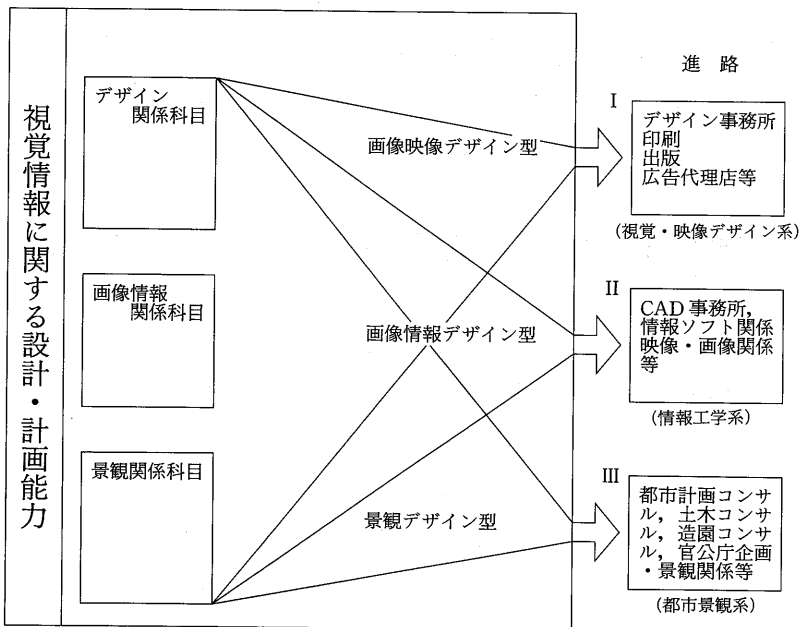 視覚情報に関する設計・計画能力
デザイン
関係科目
画像情報
関係科目
景観関係科目
画像映像デザイン型
画像情報デザイン型
景観デザイン型
進 路
I
デザイン事務所
印刷
出版
広告代理店等
(視覚・映像デザイン系)
II
CAD 事務所,
情報ソフト関係
映像・画像関係
等
(情報工学系)
III
都市計画コンサ
ル, 土木コンサ
ル, 造園コンサ
ル, 官公庁企画
・景観関係等
(都市景観系)